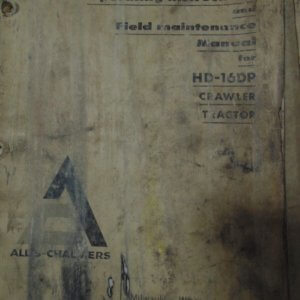 and
Field maintenance
Manual
for
HD-16DP
CRAWLER
TRACTOR
ALLIS-CHALMERS